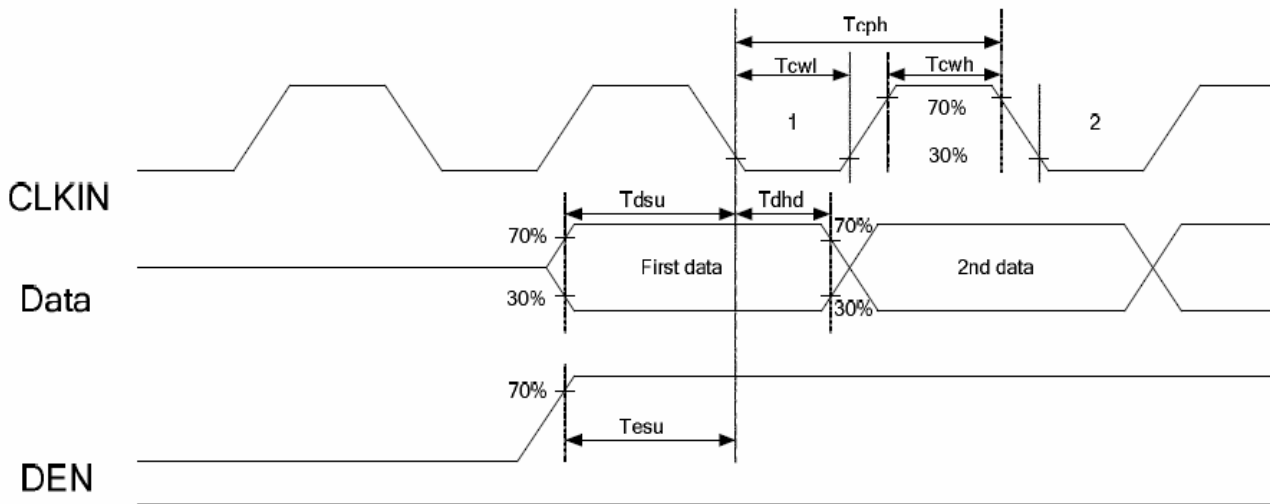 Tcph
Tcwl Tcwh
1 70% 2
30%
CLKIN
Tdsu Tdhd
70% 70%
First data 2nd data
Data
30% 30%
70%
Tesu
DEN